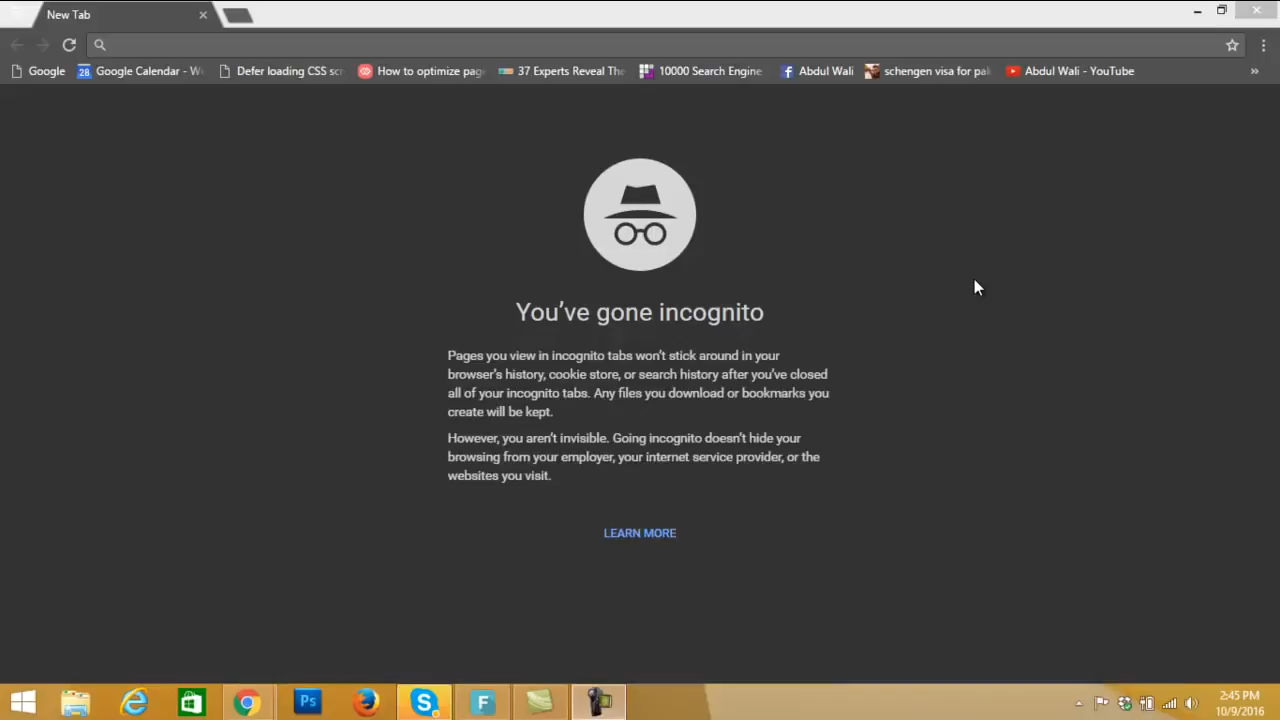 New Tab
Google
28 Google Calendar - We
Defer loading CSS scr
How to optimize page
37 Experts Reveal The
10000 Search Engine
Abdul Wali
schengen visa for pak
Abdul Wali - YouTube
You've gone incognito
Pages you view in incognito tabs won't stick around in your
browser's history, cookie store, or search history after you've closed
all of your incognito tabs. Any files you download or bookmarks you
create will be kept.
However, you aren't invisible. Going incognito doesn't hide your
browsing from your employer, your internet service provider, or the
websites you visit.
LEARN MORE
Ps
S
F
2:45 PM
10/9/2016